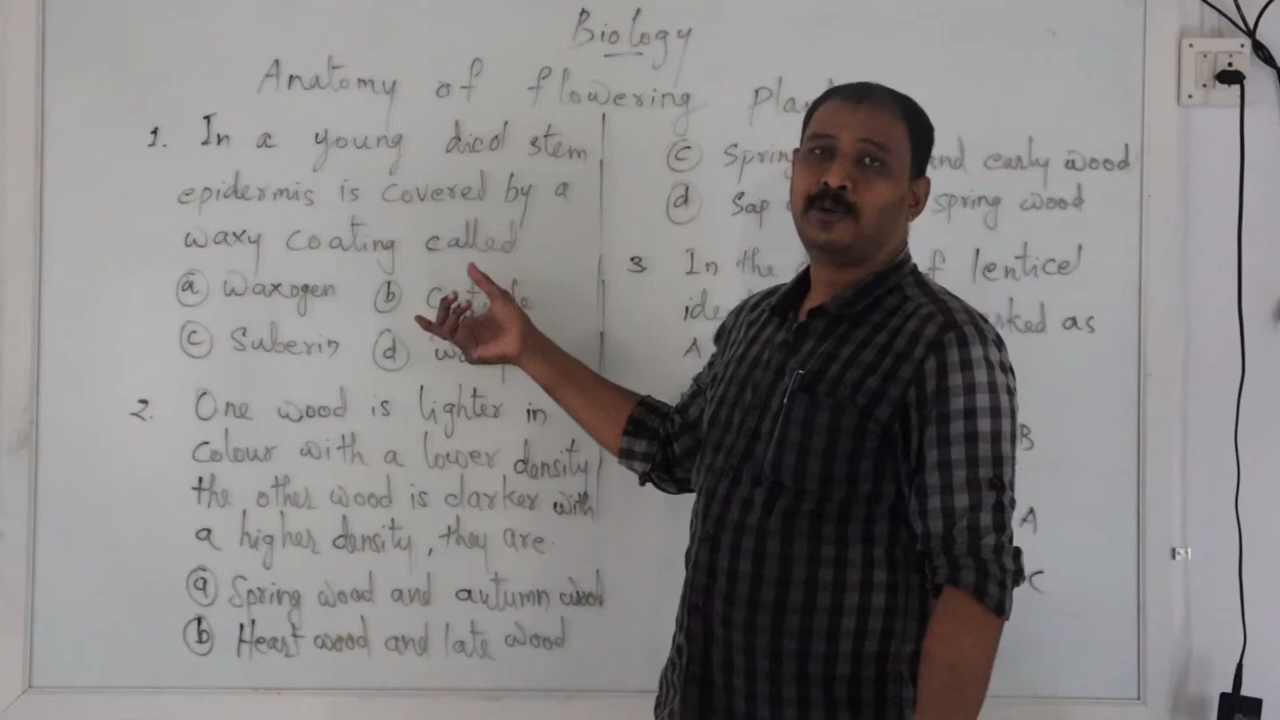 Biology
Anatomy of flowering
1. In a young dicot stem
epidermis is covered by a
waxy coating called
(a) Waxogen (b)
(c) Suberin (d)
2. One wood is lighter in
colour with a lower density
the other wood is darker with
a higher density, they are.
(a) Spring wood and autumn wood
(b) Heart wood and late wood
(c) Spring and early wood
(d) Sap spring wood
3 In the of lenticel
as
A
B
A
C